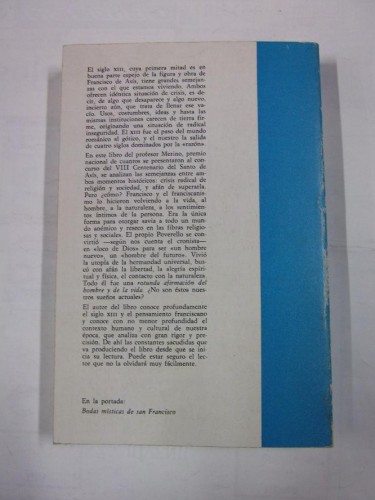 El siglo XIII, cuya primera mitad es en
buena parte espejo de la figura y obra de
Francisco de Asís, tiene grandes semejan-
zas con el que estamos viviendo. Ambos
ofrecen idéntica situación de crisis, es de-
cir, de algo que desaparece y algo nuevo,
incierto aún, que trata de llenar ese va-
cío. Usos, costumbres, ideas y hasta las
mismas instituciones carecen de tierra fir-
me, originando una situación de radical
inseguridad. El XIII fue el paso del mundo
románico al gótico, y el nuestro la salida
de cuatro siglos dominados por la «razón».
En este libro del profesor Merino, premio
nacional de cuantos se presentaron al con-
curso del VIII Centenario del Santo de
Asís, se analizan las semejanzas entre am-
bos momentos históricos: crisis radical de
religión y sociedad, y afán de superarla.
Pero ¿cómo? Francisco y el franciscanis-
mo lo hicieron volviendo a la vida, al
hombre, a la naturaleza, a los sentimien-
tos íntimos de la persona. Era la única
forma para otorgar savia a todo un mun-
do anémico y reseco en las fibras religio-
sas y sociales. El propio Poverello se con-
virtió —según nos cuenta el cronista—
en «loco de Dios» para ser «un hombre
nuevo», un «hombre del futuro». Vivió
la utopía de la hermandad universal, bus-
có con afán la libertad, la alegría espiritual
y física, el contacto con la naturaleza.
Todo él fue una rotunda afirmación del
hombre y de la vida. ¿No son éstos nues-
tros sueños actuales?
El autor del libro conoce profundamente
el siglo XIII y el pensamiento franciscano
y conoce con no menor profundidad el
contexto humano y cultural de nuestra
época, que analiza con gran rigor y pre-
cisión. De ahí las constantes sacudidas que
va produciendo el libro desde que se ini-
cia su lectura. Puede estar seguro el lec-
tor que no la olvidará muy fácilmente.
En la portada:
Bodas místicas de san Francisco